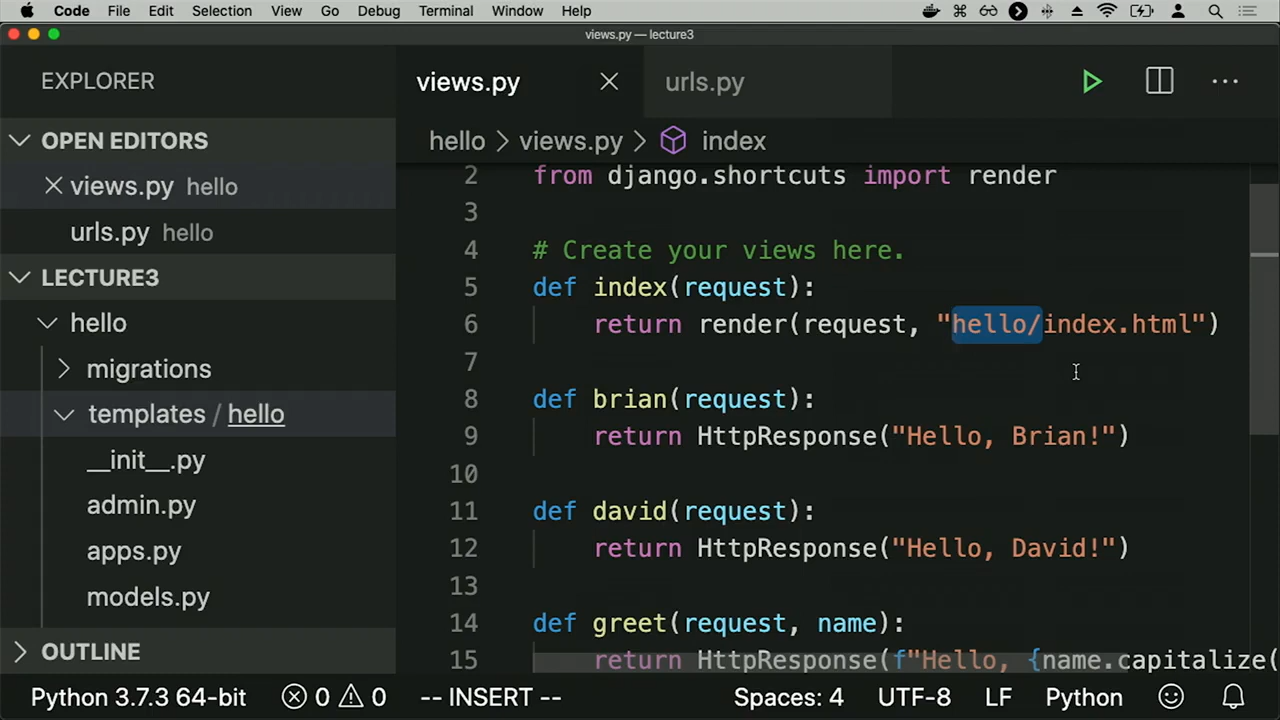 Code File Edit Selection View Go Debug Terminal Window Help
views.py — lecture3
EXPLORER
views.py
urls.py
OPEN EDITORS
hello > views.py > index
views.py hello
urls.py hello
LECTURE3
hello
migrations
templates / hello
__init__.py
admin.py
apps.py
models.py
OUTLINE
2 from django.shortcuts import render
3
4 # Create your views here.
5 def index(request):
6 return render(request, "hello/index.html")
7
8 def brian(request):
9 return HttpResponse("Hello, Brian!")
10
11 def david(request):
12 return HttpResponse("Hello, David!")
13
14 def greet(request, name):
15 return HttpResponse(f"Hello, {name.capitalize(
Python 3.7.3 64-bit 0 0 -- INSERT -- Spaces: 4 UTF-8 LF Python